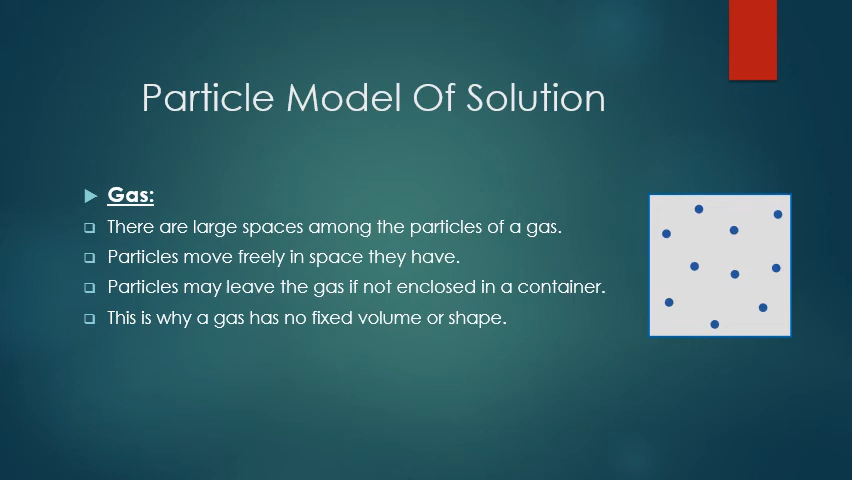 Particle Model Of Solution
Gas:
There are large spaces among the particles of a gas.
Particles move freely in space they have.
Particles may leave the gas if not enclosed in a container.
This is why a gas has no fixed volume or shape.